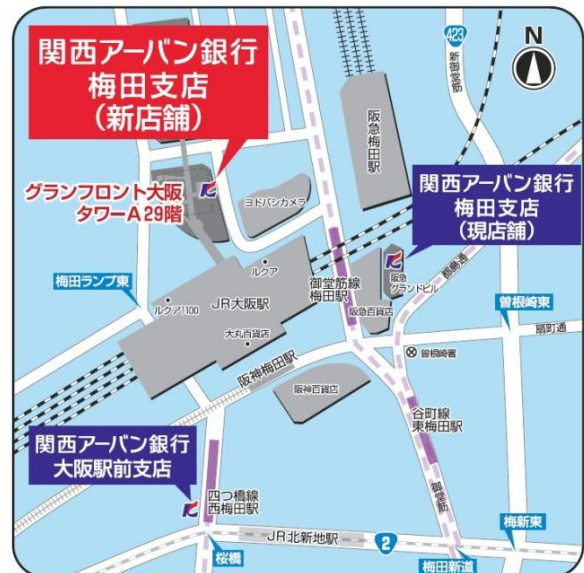 関西アーバン銀行
梅田支店
(新店舗)
423
新御堂筋
N
阪急梅田駅
グランフロント大阪
タワーA 29階
ヨドバシカメラ
関西アーバン銀行
梅田支店
(現店舗)
梅田ランプ東
ルクア
ルクア1100
JR大阪駅
大丸百貨店
御堂筋線
梅田駅
阪急
グランドビル
阪急百貨店
都島通
曽根崎東
扇町通
曽根崎署
阪神梅田駅
阪神百貨店
谷町線
東梅田駅
関西アーバン銀行
大阪駅前支店
四つ橋線
西梅田駅
御堂筋
梅新東
JR北新地駅
2
桜橋
梅田新道